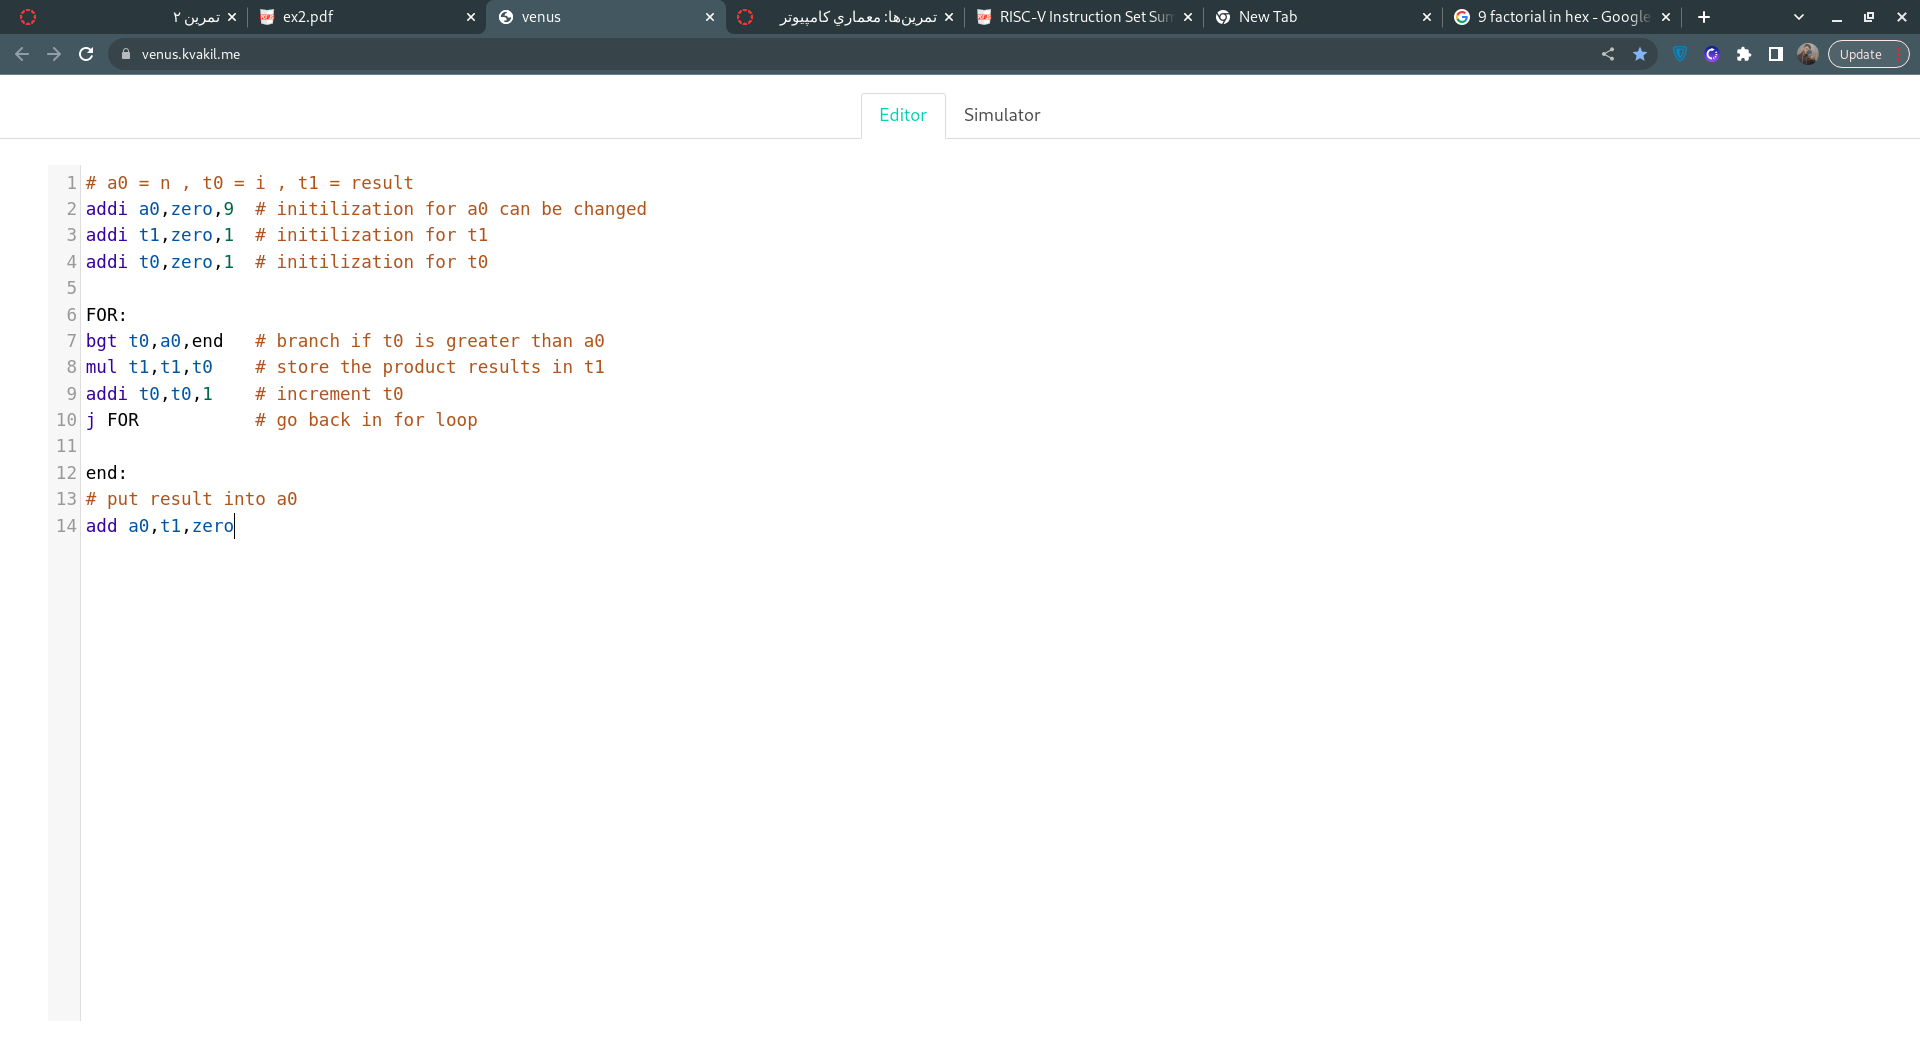 تمرین ۲
ex2.pdf
venus
تمرین‌ها: معماري كامپيوتر
RISC-V Instruction Set Sum
New Tab
9 factorial in hex - Google
venus.kvakil.me
Update
Editor
Simulator
1 # a0 = n , t0 = i , t1 = result
2 addi a0,zero,9  # initilization for a0 can be changed
3 addi t1,zero,1  # initilization for t1
4 addi t0,zero,1  # initilization for t0
5
6 FOR:
7 bgt t0,a0,end   # branch if t0 is greater than a0
8 mul t1,t1,t0    # store the product results in t1
9 addi t0,t0,1    # increment t0
10 j FOR           # go back in for loop
11
12 end:
13 # put result into a0
14 add a0,t1,zero